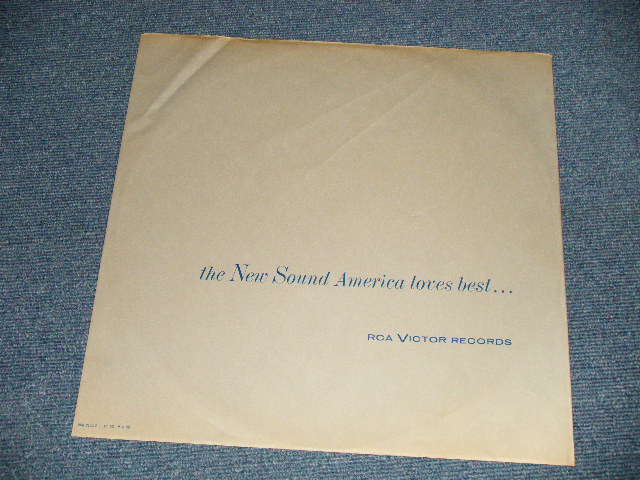 the New Sound America loves best...
RCA VICTOR RECORDS